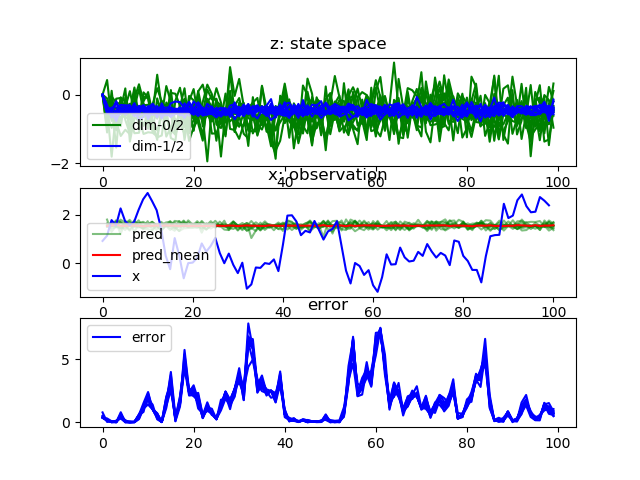 z: state space
0
−2
dim-0/2
dim-1/2
0 20 40 60 80 100
x: observation
2
0
pred
pred_mean
x
0 20 40 60 80 100
error
5
0
error
0 20 40 60 80 100